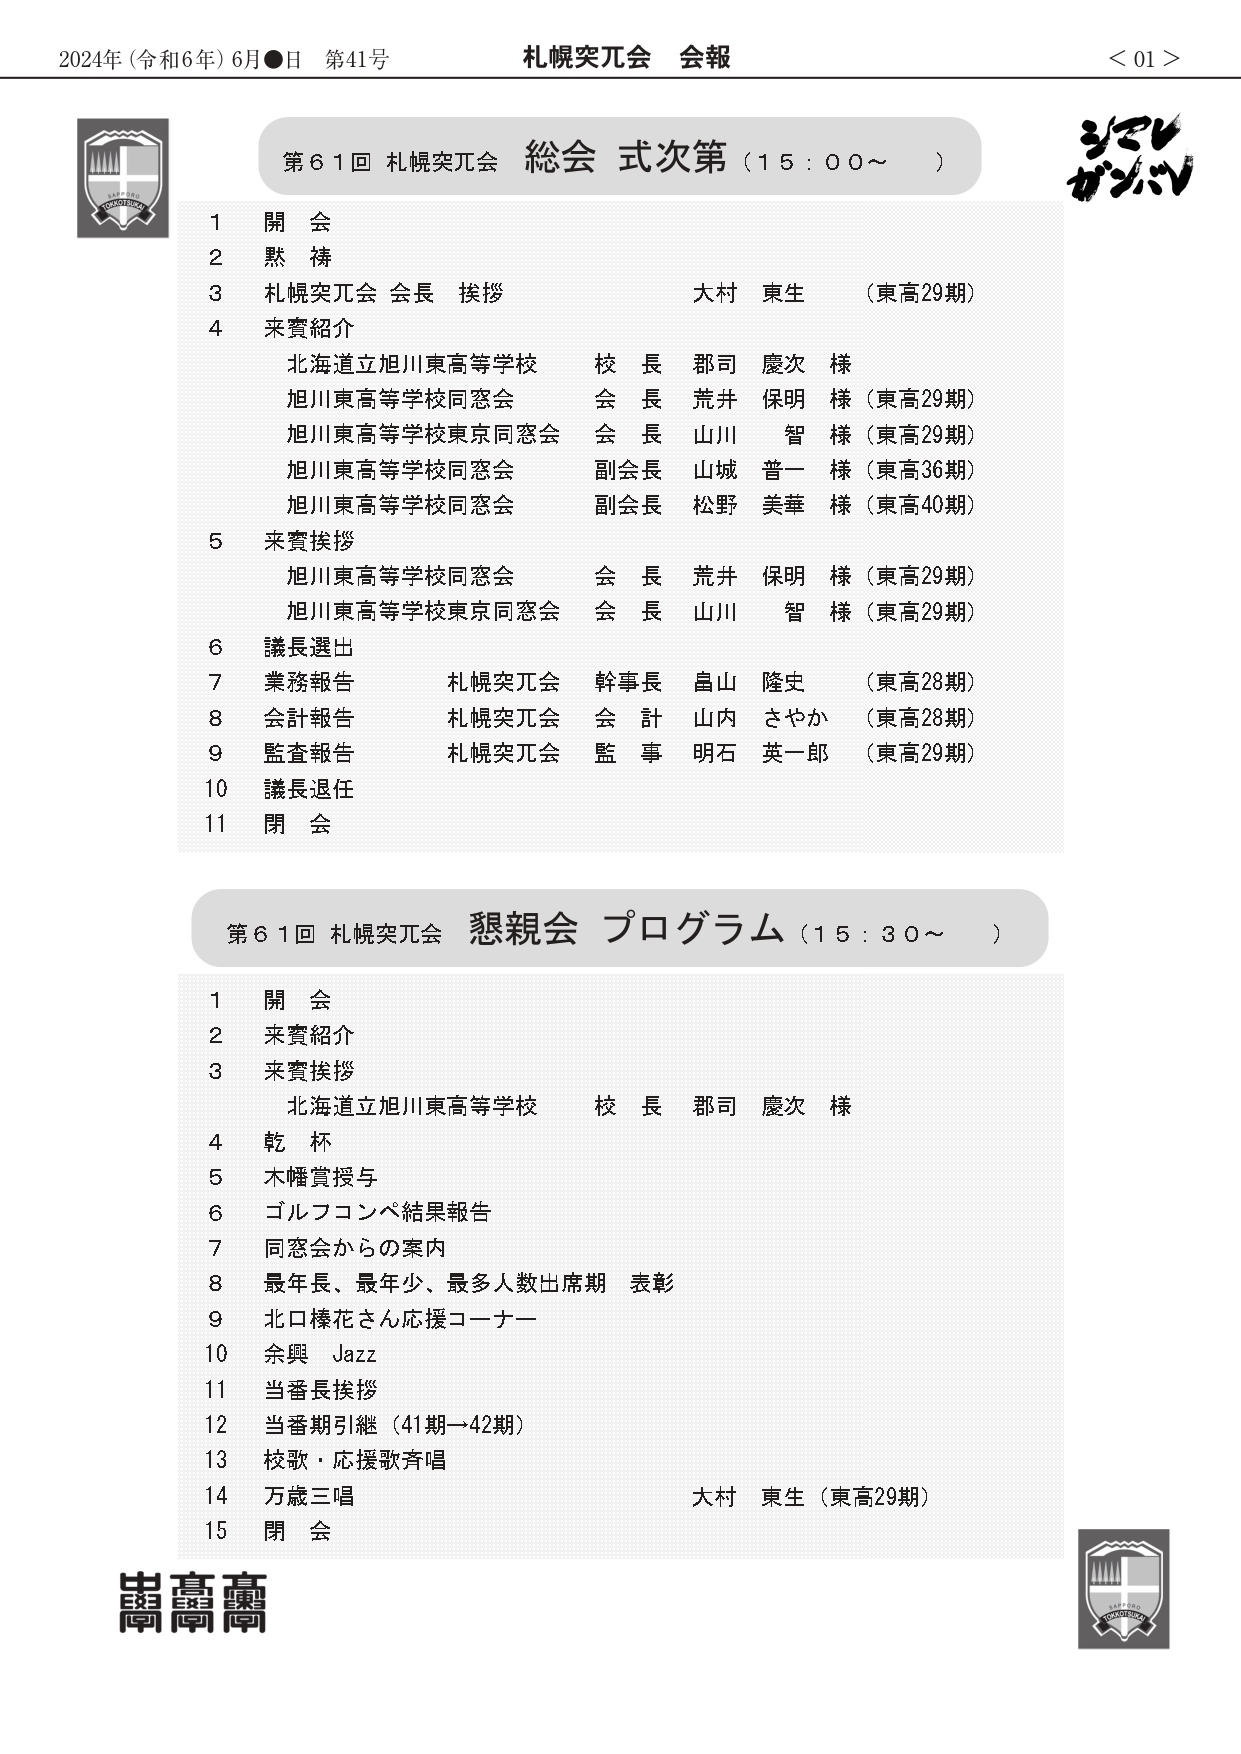 2024年（令和6年）6月●日　第41号　札幌突兀会　会報　＜ 01 ＞
シマレ
ガンバレ
SAPPORO
TOKKOTSUKAI
第６１回 札幌突兀会　総会 式次第（１５：００～　　）
1　開　会
2　黙　祷
3　札幌突兀会 会長　挨拶　大村　東生　（東高29期）
4　来賓紹介
北海道立旭川東高等学校　校　長　郡司　慶次　様
旭川東高等学校同窓会　会　長　荒井　保明　様（東高29期）
旭川東高等学校東京同窓会　会　長　山川　　智　様（東高29期）
旭川東高等学校同窓会　副会長　山城　普一　様（東高36期）
旭川東高等学校同窓会　副会長　松野　美華　様（東高40期）
5　来賓挨拶
旭川東高等学校同窓会　会　長　荒井　保明　様（東高29期）
旭川東高等学校東京同窓会　会　長　山川　　智　様（東高29期）
6　議長選出
7　業務報告　札幌突兀会　幹事長　畠山　隆史　（東高28期）
8　会計報告　札幌突兀会　会　計　山内　さやか　（東高28期）
9　監査報告　札幌突兀会　監　事　明石　英一郎　（東高29期）
10　議長退任
11　閉　会
第６１回 札幌突兀会　懇親会 プログラム（１５：３０～　　）
1　開　会
2　来賓紹介
3　来賓挨拶
北海道立旭川東高等学校　校　長　郡司　慶次　様
4　乾　杯
5　木幡賞授与
6　ゴルフコンペ結果報告
7　同窓会からの案内
8　最年長、最年少、最多人数出席期　表彰
9　北口榛花さん応援コーナー
10　余興　Jazz
11　当番長挨拶
12　当番期引継（41期→42期）
13　校歌・応援歌斉唱
14　万歳三唱　大村　東生（東高29期）
15　閉　会
SAPPORO
TOKKOTSUKAI